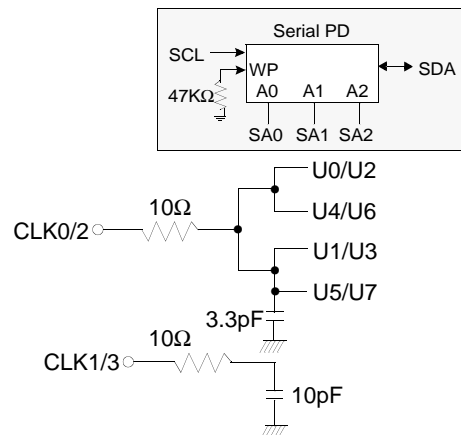 Serial PD
SCL
WP
SDA
47KΩ
A0 A1 A2
SA0 SA1 SA2
U0/U2
10Ω
U4/U6
CLK0/2
U1/U3
U5/U7
3.3pF
10Ω
CLK1/3
10pF